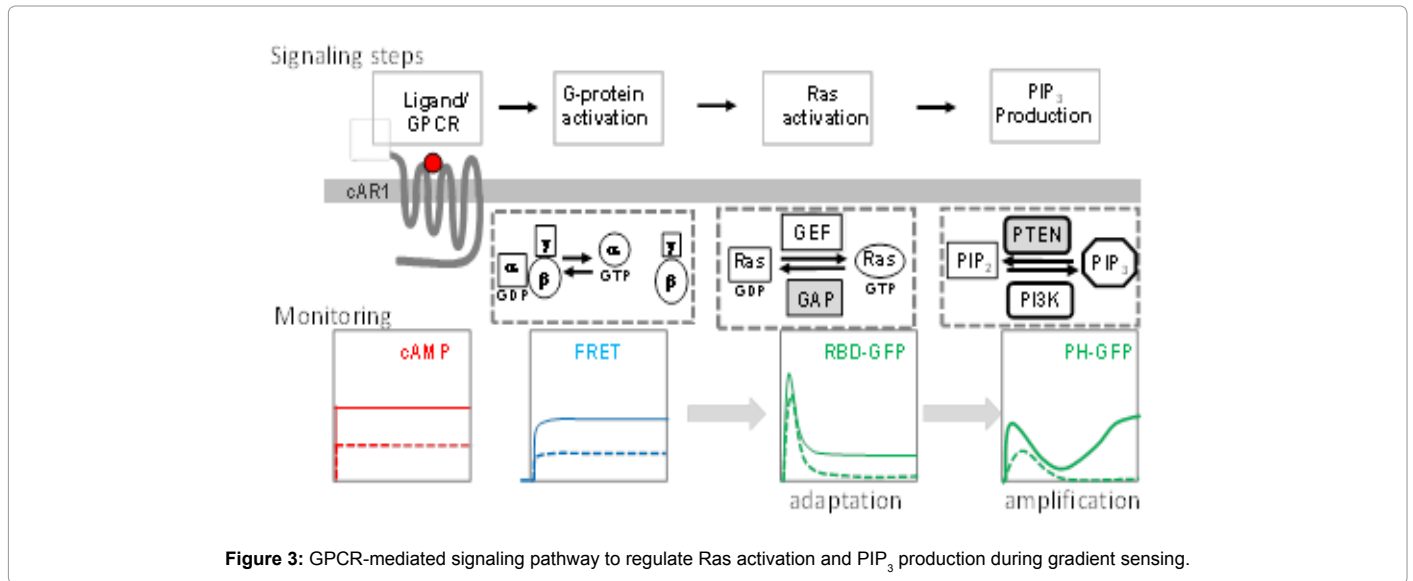 Signaling steps
Ligand/
GPCR
G-protein
activation
Ras
activation
PIP3
Production
cAR1
α
GDP
γ
β
α
GTP
γ
β
Ras
GDP
GEF
GAP
Ras
GTP
PIP2
PTEN
PI3K
PIP3
Monitoring
cAMP
FRET
RBD-GFP
PH-GFP
adaptation
amplification
Figure 3: GPCR-mediated signaling pathway to regulate Ras activation and PIP3 production during gradient sensing.